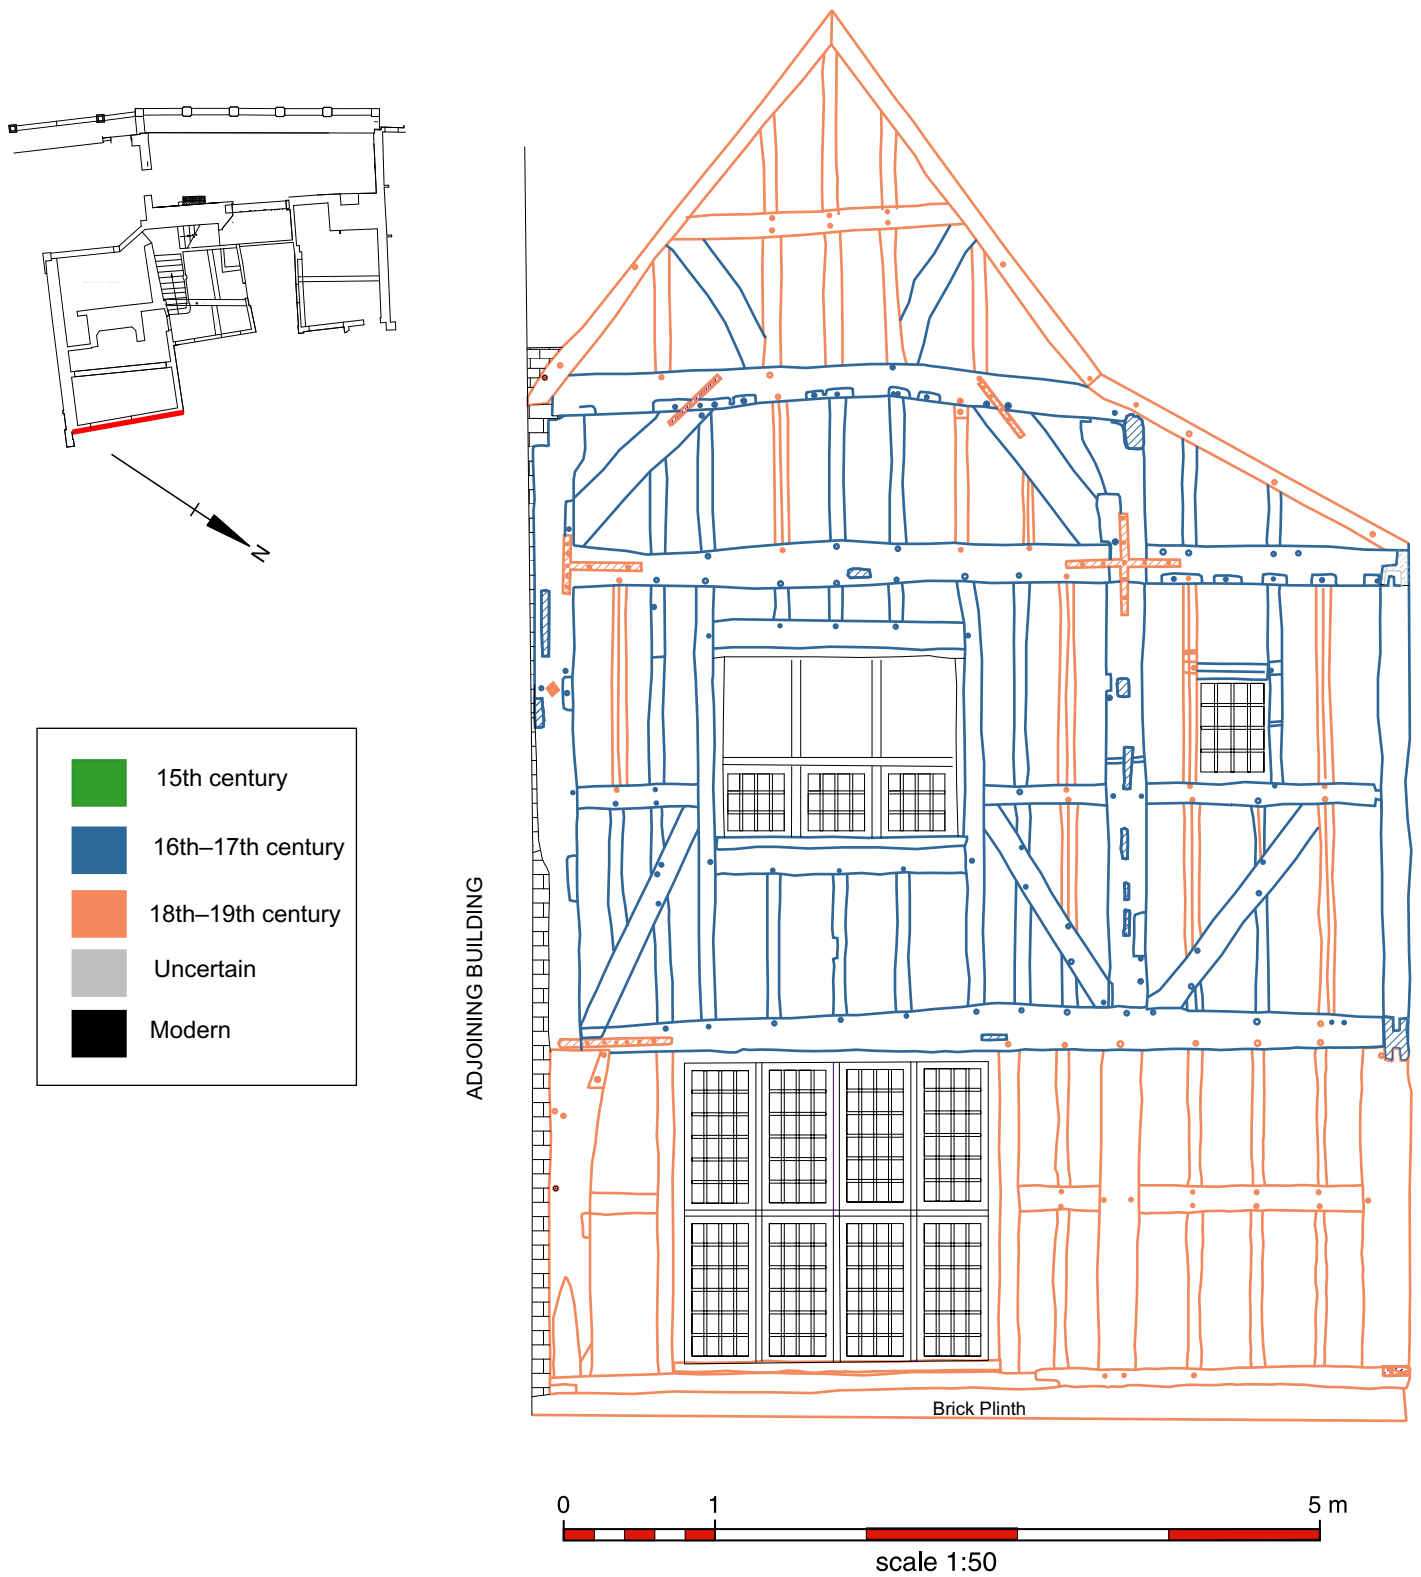 N
15th century
16th–17th century
18th–19th century
Uncertain
Modern
ADJOINING BUILDING
Brick Plinth
0 1 5 m
scale 1:50